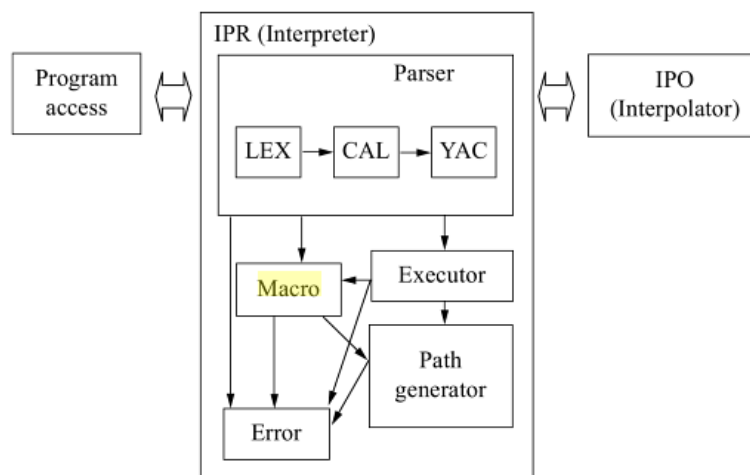 IPR (Interpreter)
Parser
Program
access
IPO
(Interpolator)
LEX
CAL
YAC
Macro
Executor
Path
generator
Error